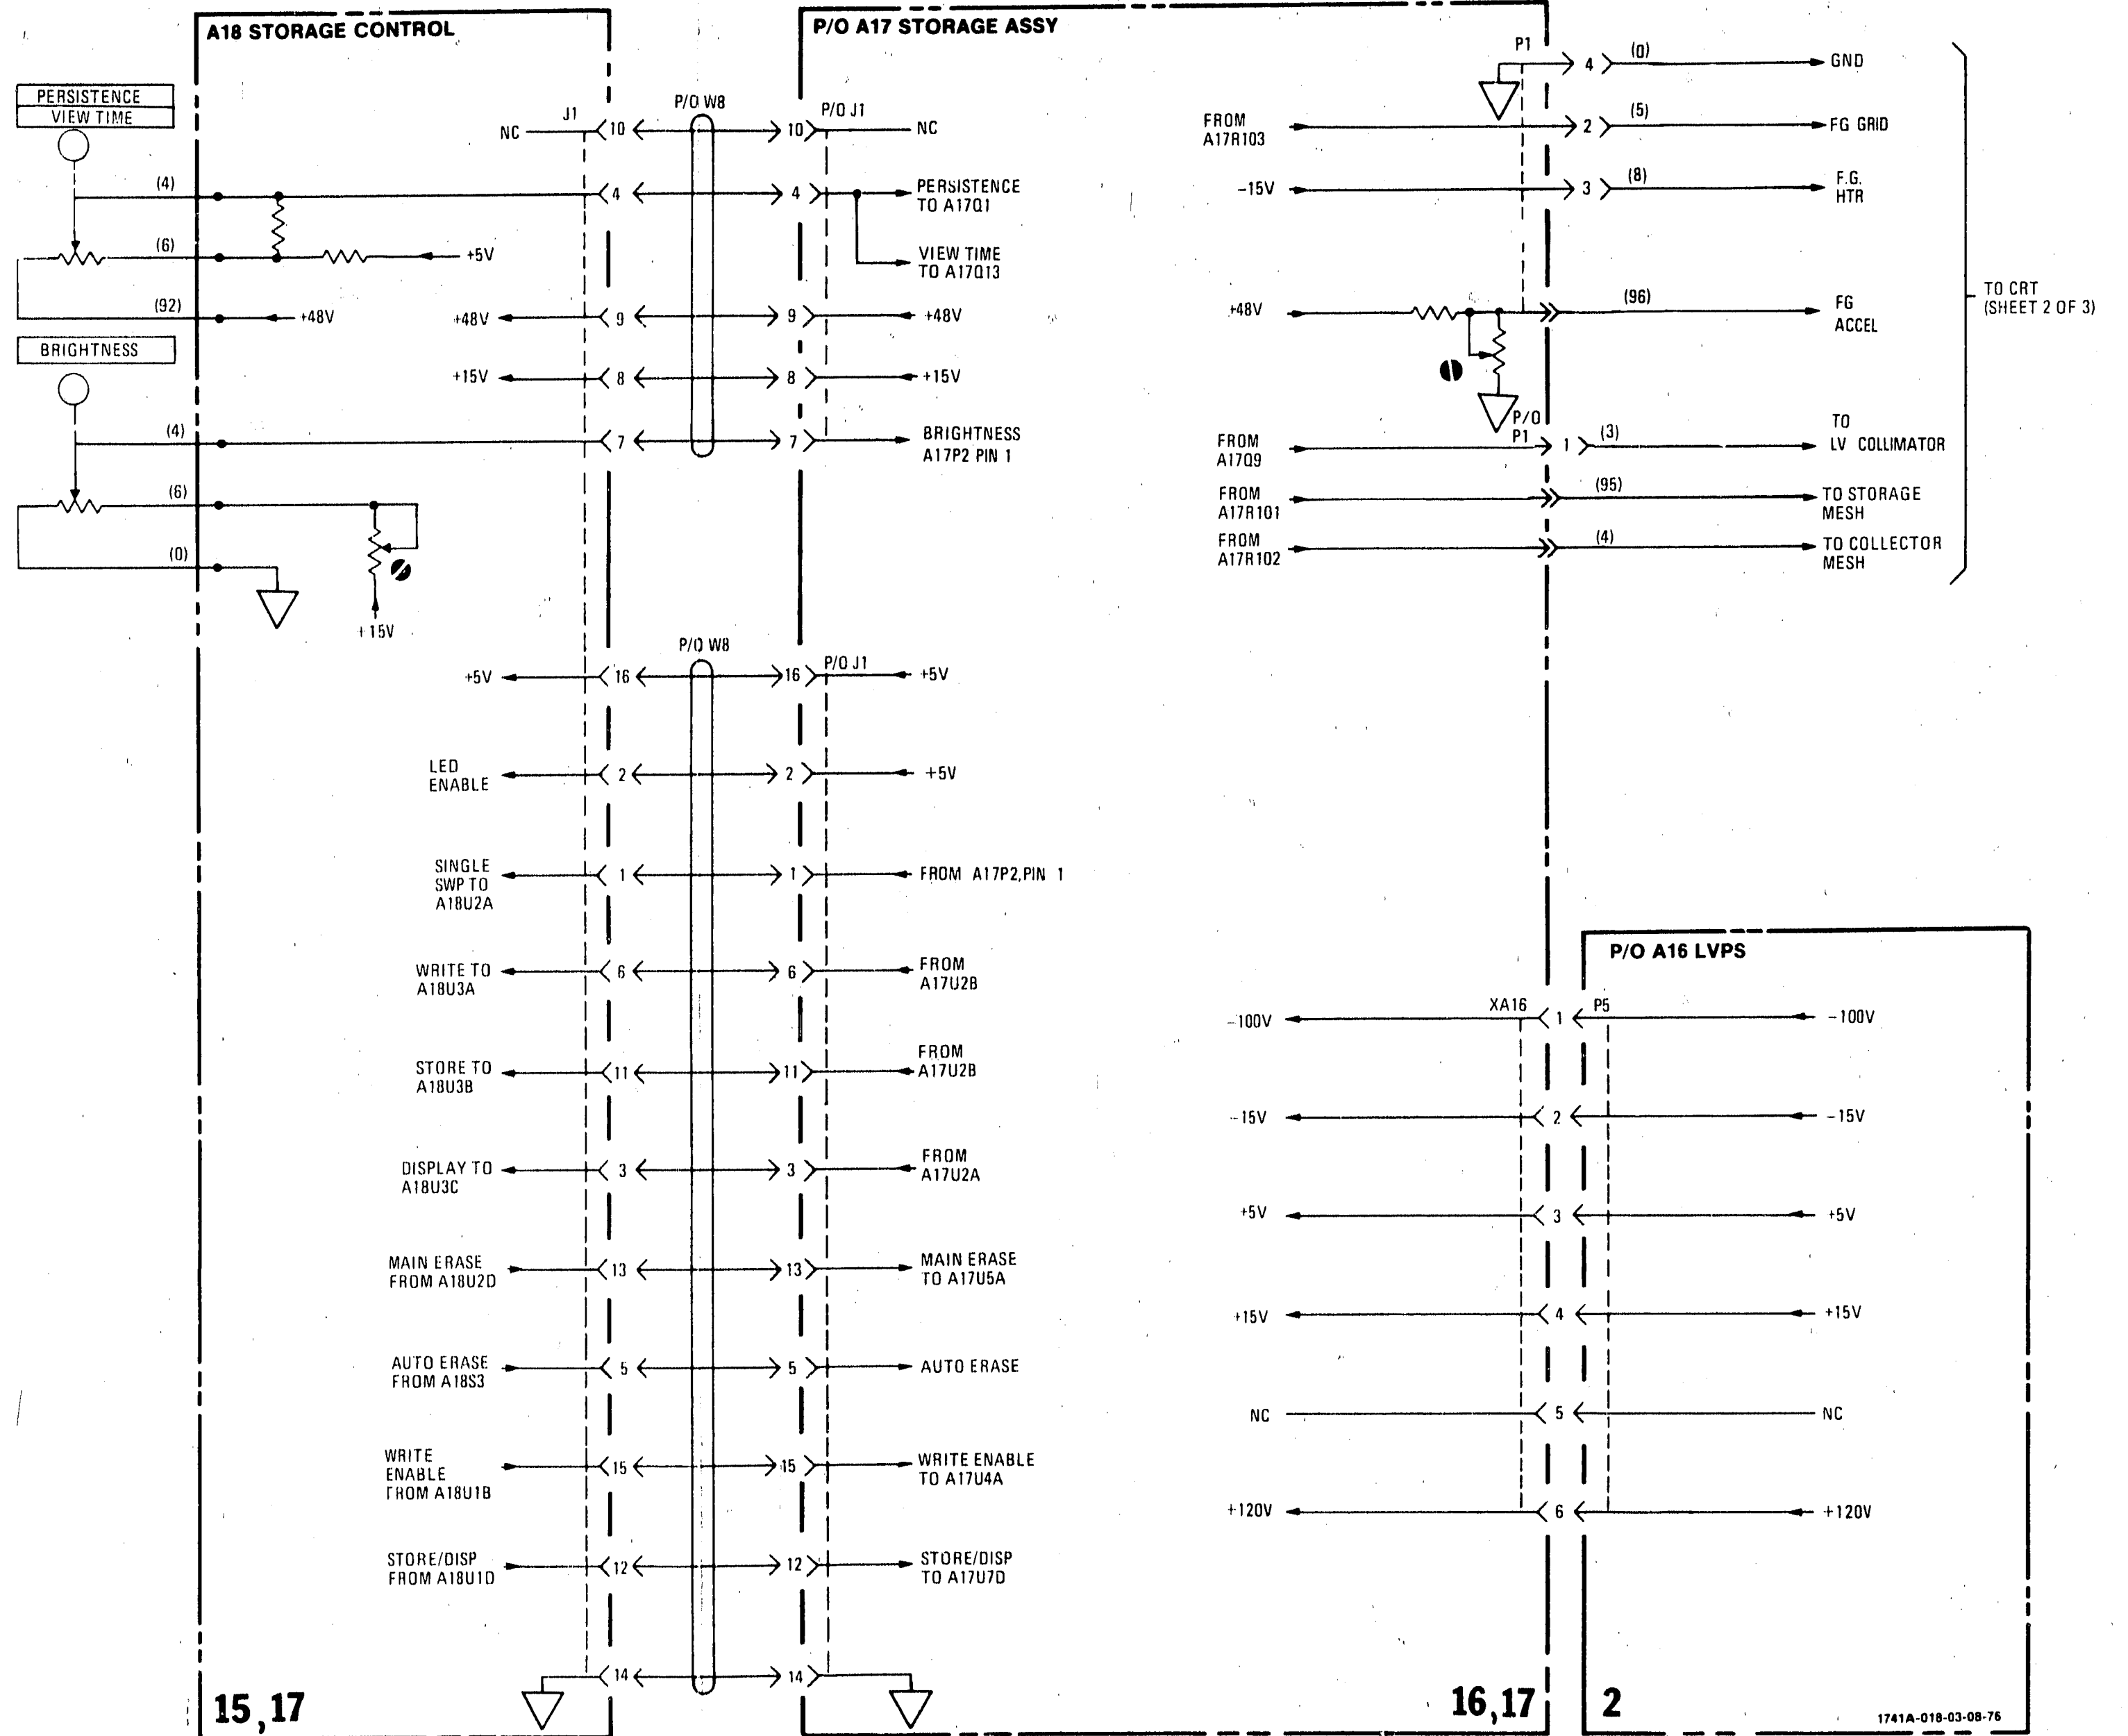 A18 STORAGE CONTROL
PERSISTENCE
VIEW TIME
(4)
(6)
+5V
(92)
+48V
BRIGHTNESS
(4)
(6)
(0)
+15V
J1
P/O W8
P/O J1
NC
10
10
NC
4
4
PERSISTENCE
TO A17Q1
VIEW TIME
TO A17Q13
+48V
9
9
+48V
+15V
8
8
+15V
7
7
BRIGHTNESS
A17P2 PIN 1
P/O W8
P/O J1
+5V
16
16
+5V
LED
ENABLE
2
2
+5V
SINGLE
SWP TO
A18U2A
1
1
FROM A17P2,PIN 1
WRITE TO
A18U3A
6
6
FROM
A17U2B
STORE TO
A18U3B
11
11
FROM
A17U2B
DISPLAY TO
A18U3C
3
3
FROM
A17U2A
MAIN ERASE
FROM A18U2D
13
13
MAIN ERASE
TO A17U5A
AUTO ERASE
FROM A18S3
5
5
AUTO ERASE
WRITE
ENABLE
FROM A18U1B
15
15
WRITE ENABLE
TO A17U4A
STORE/DISP
FROM A18U1D
12
12
STORE/DISP
TO A17U7D
14
14
15,17
P/O A17 STORAGE ASSY
P1
4
(0)
GND
FROM
A17R103
2
(5)
FG GRID
-15V
3
(8)
F.G.
HTR
+48V
(96)
FG
ACCEL
P/O
P1
FROM
A17Q9
1
(3)
TO
LV COLLIMATOR
FROM
A17R101
(95)
TO STORAGE
MESH
FROM
A17R102
(4)
TO COLLECTOR
MESH
TO CRT
(SHEET 2 OF 3)
P/O A16 LVPS
XA16
P5
-100V
1
-100V
-15V
2
-15V
+5V
3
+5V
+15V
4
+15V
NC
5
NC
+120V
6
+120V
16,17
2
1741A-018-03-08-76